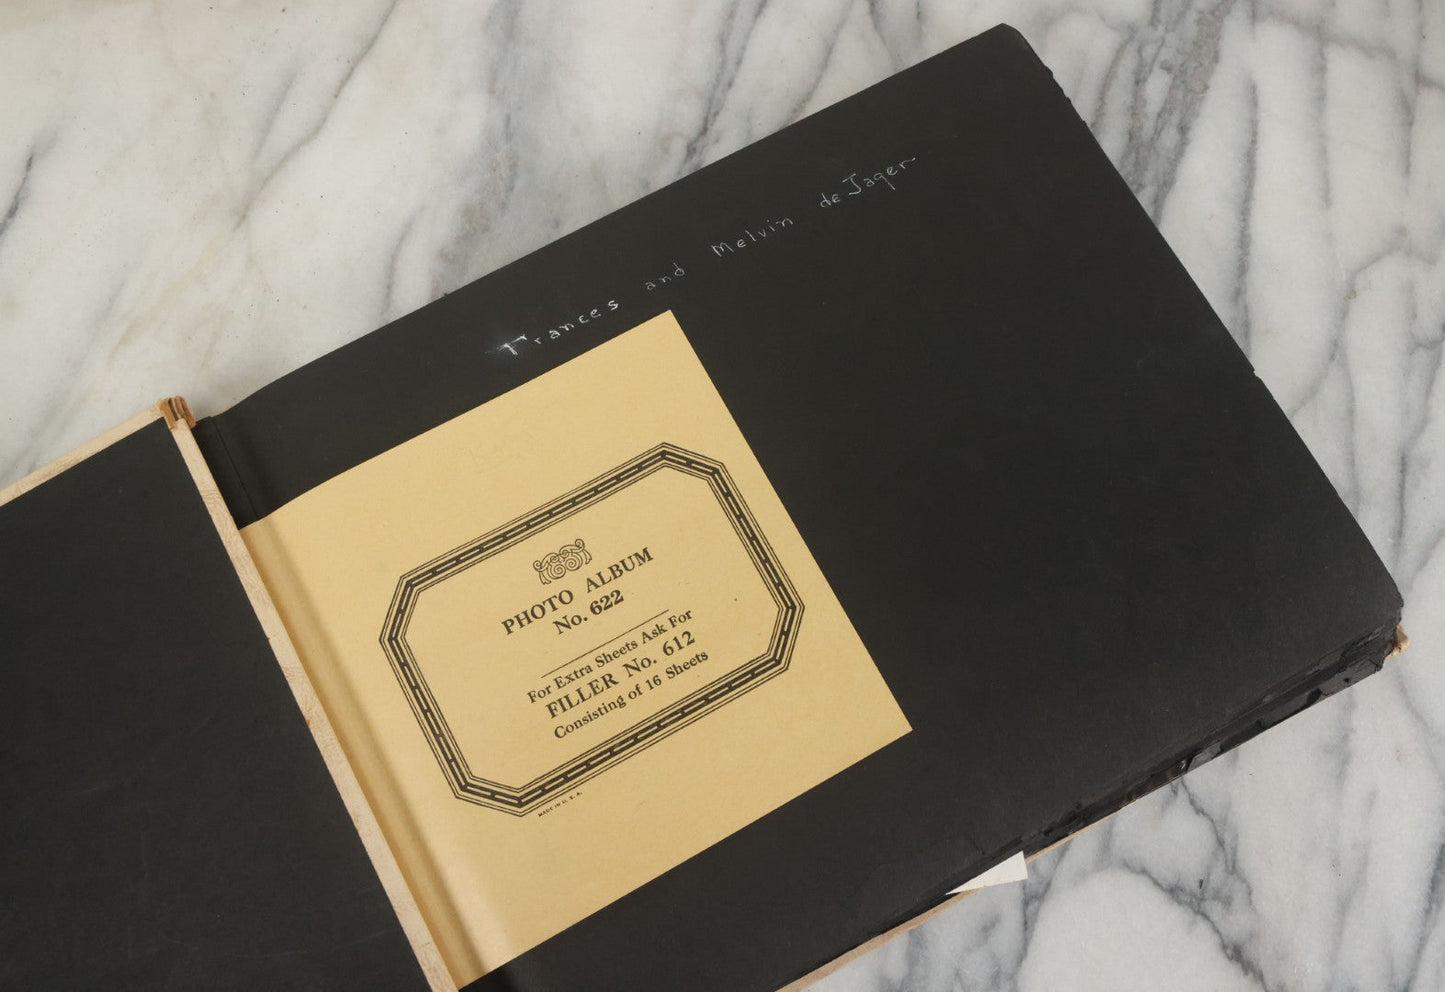 Frances and Melvin de Jager
PHOTO ALBUM
No. 622
For Extra Sheets Ask For
FILLER No. 612
Consisting of 16 Sheets
MADE IN U. S. A.